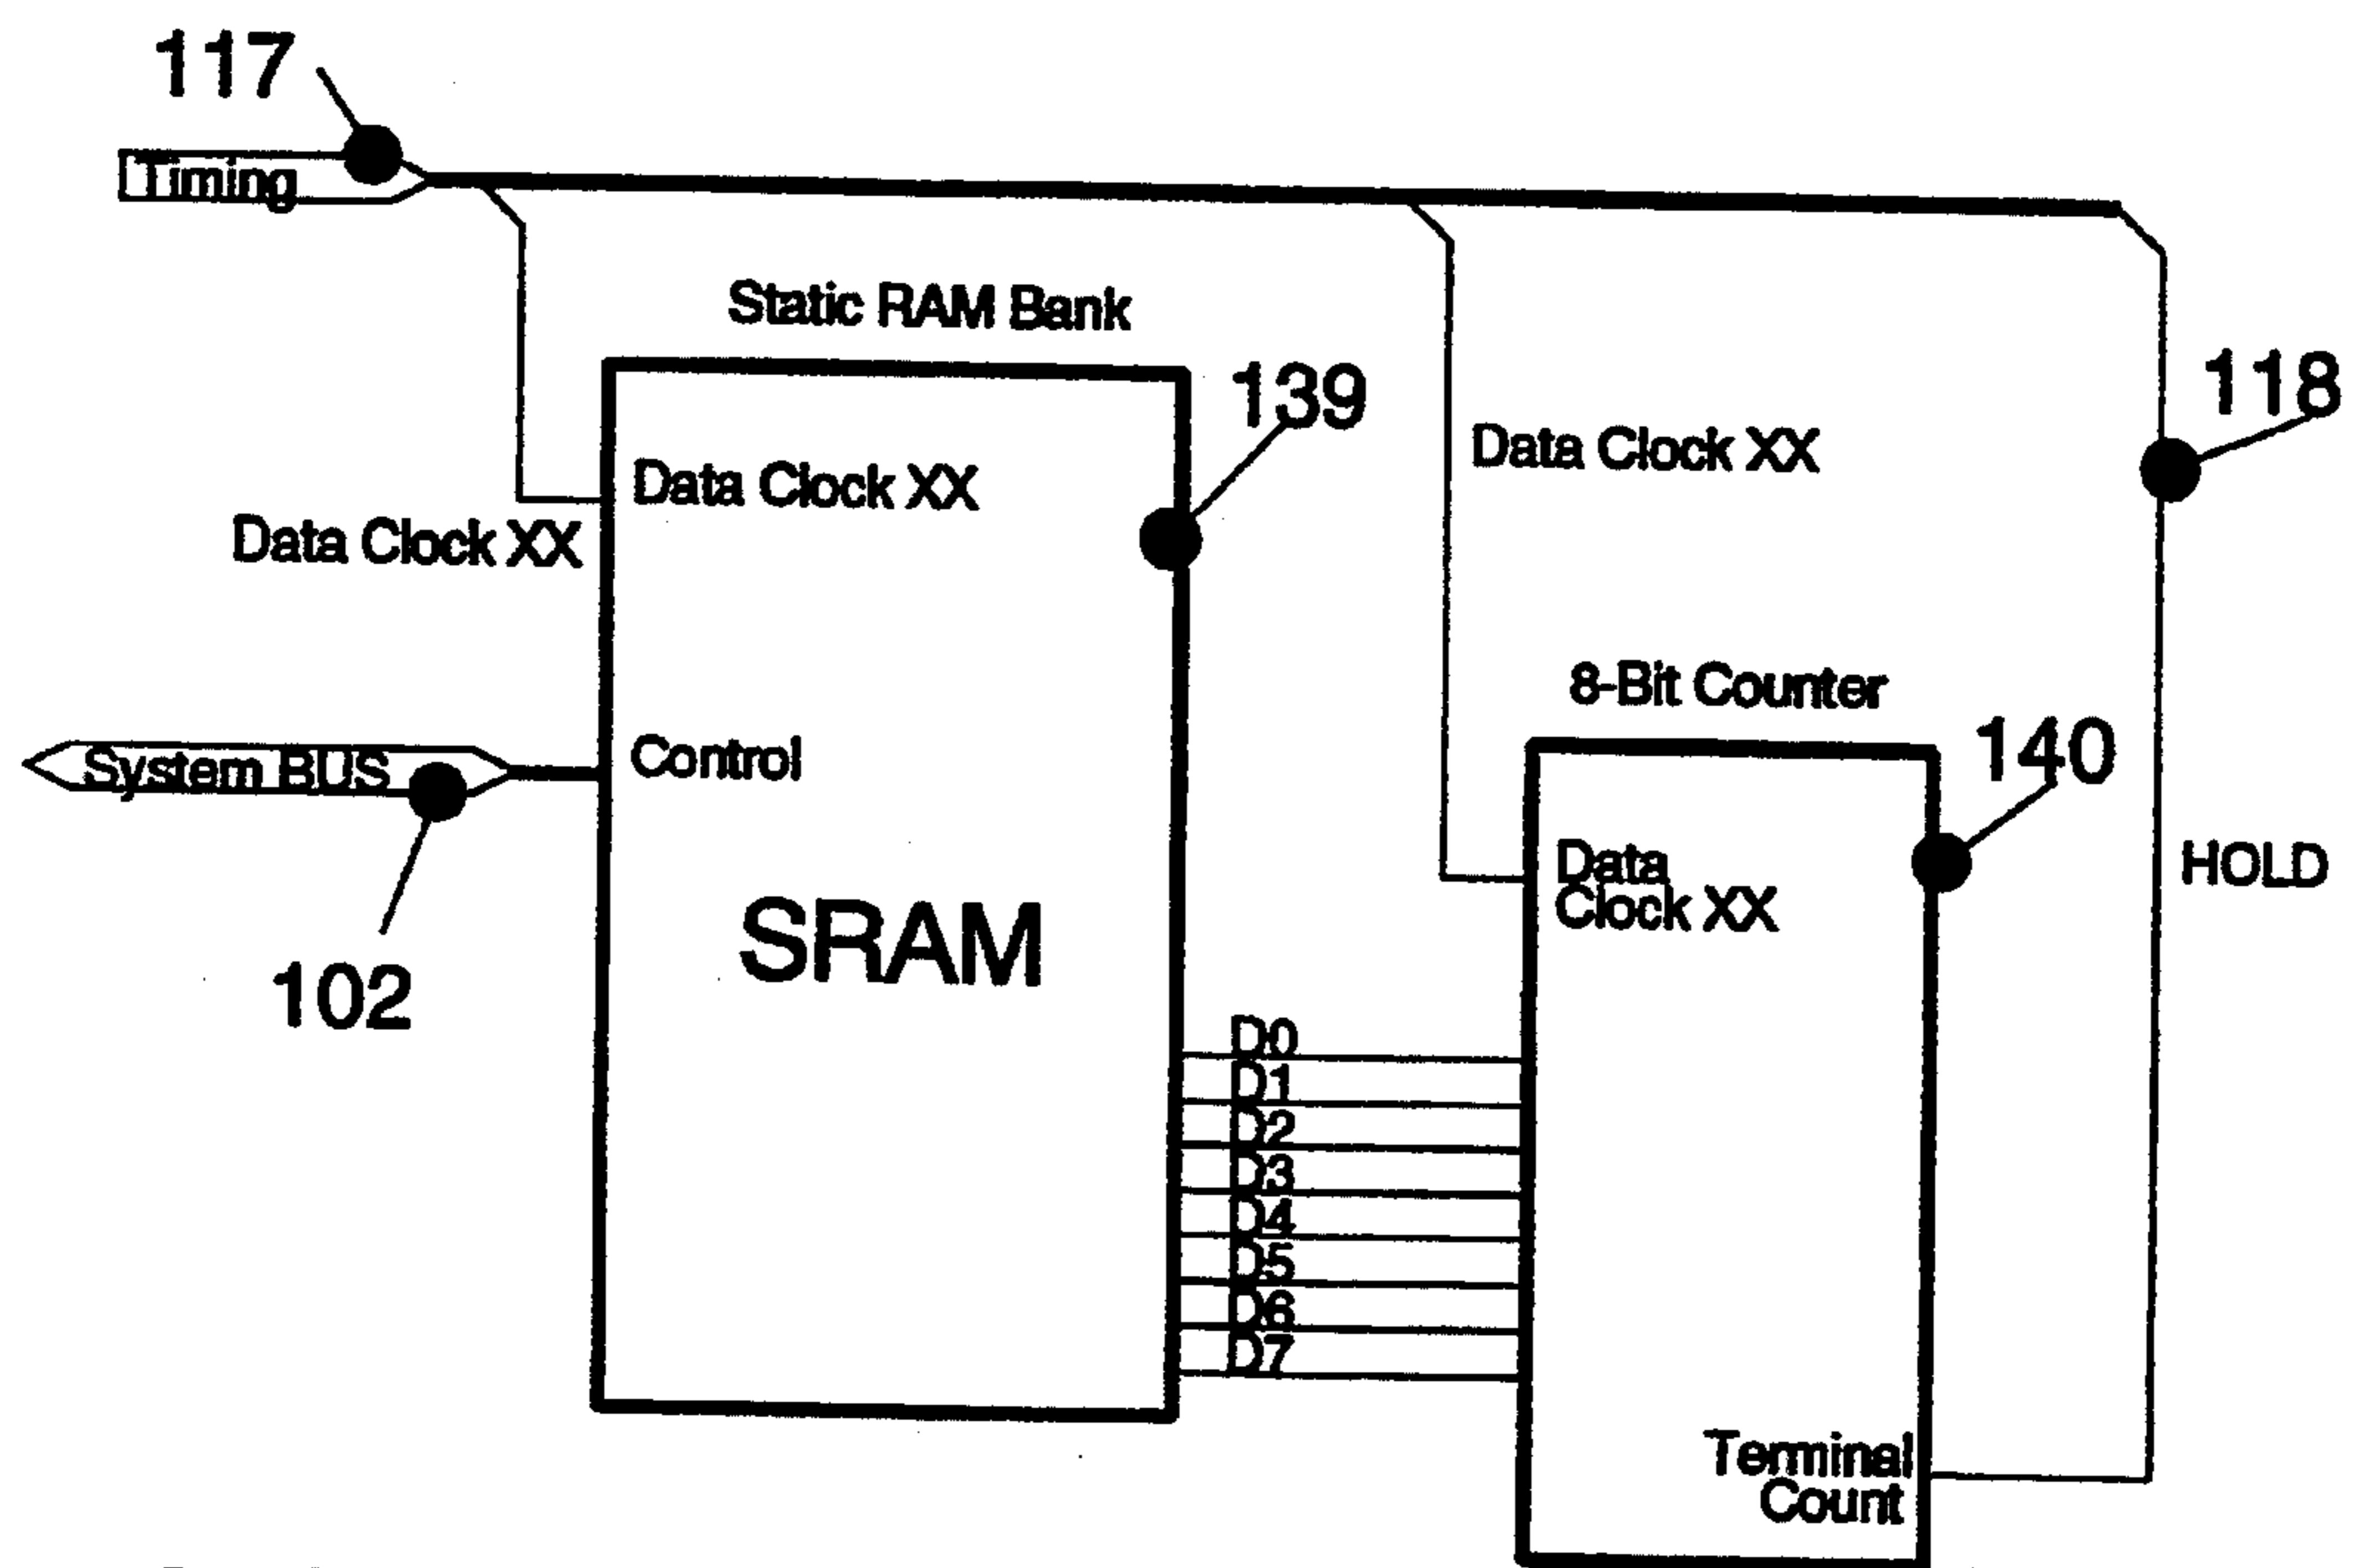 117
Timing
Static RAM Bank
139
118
Data Clock XX
Data Clock XX
Data Clock XX
8-Bit Counter
140
System BUS
Control
HOLD
Data
Clock XX
SRAM
102
D0
D1
D2
D3
D4
D5
D6
D7
Terminal
Count